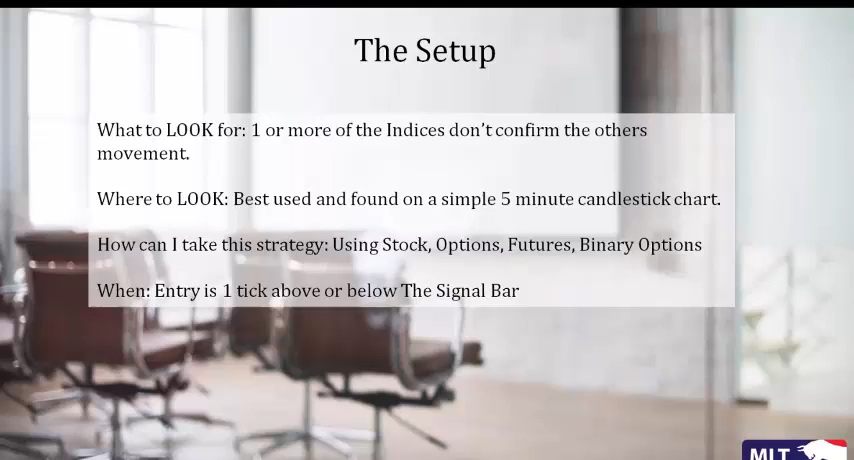 The Setup
What to LOOK for: 1 or more of the Indices don’t confirm the others
movement.
Where to LOOK: Best used and found on a simple 5 minute candlestick chart.
How can I take this strategy: Using Stock, Options, Futures, Binary Options
When: Entry is 1 tick above or below The Signal Bar
MLT